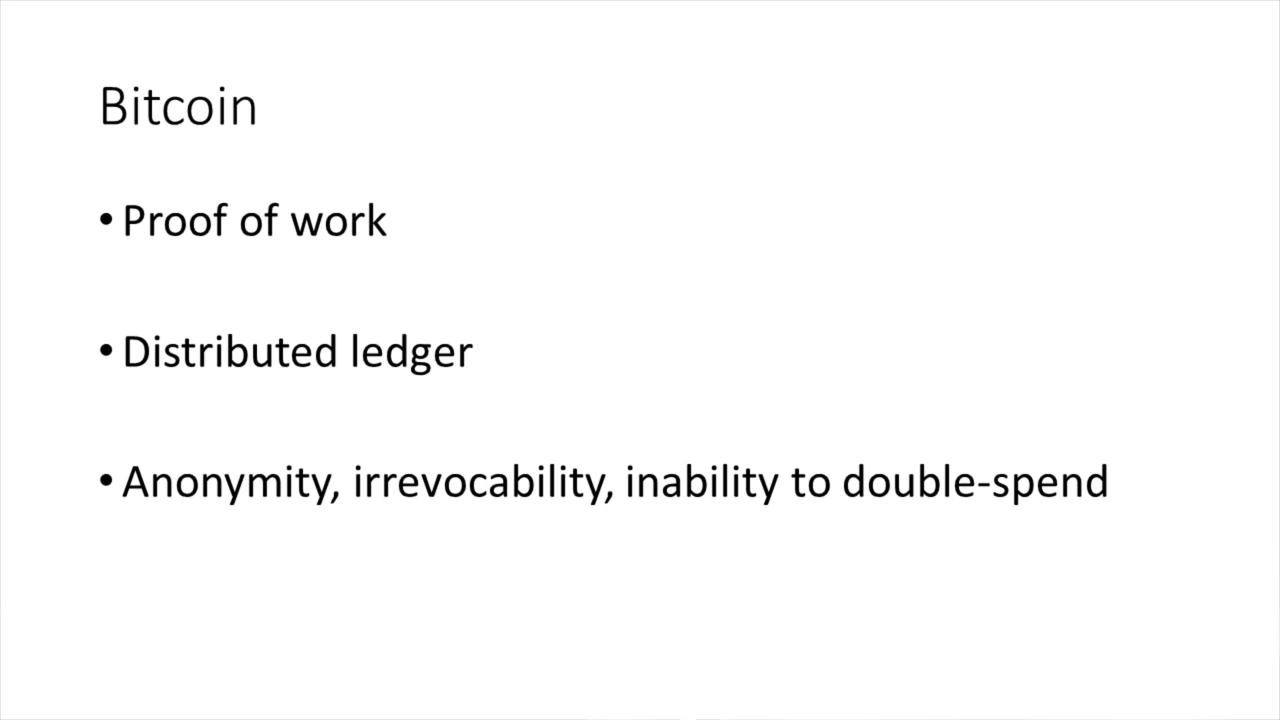 Bitcoin
• Proof of work
• Distributed ledger
• Anonymity, irrevocability, inability to double-spend